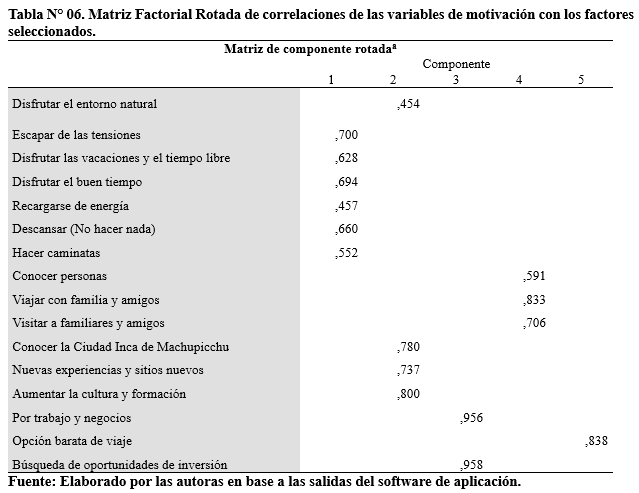 Tabla N° 06. Matriz Factorial Rotada de correlaciones de las variables de motivación con los factores
seleccionados.
Matriz de componente rotadaª
Componente
1 2 3 4 5
Disfrutar el entorno natural ,454
Escapar de las tensiones ,700
Disfrutar las vacaciones y el tiempo libre ,628
Disfrutar el buen tiempo ,694
Recargarse de energía ,457
Descansar (No hacer nada) ,660
Hacer caminatas ,552
Conocer personas ,591
Viajar con familia y amigos ,833
Visitar a familiares y amigos ,706
Conocer la Ciudad Inca de Machupicchu ,780
Nuevas experiencias y sitios nuevos ,737
Aumentar la cultura y formación ,800
Por trabajo y negocios ,956
Opción barata de viaje ,838
Búsqueda de oportunidades de inversión ,958
Fuente: Elaborado por las autoras en base a las salidas del software de aplicación.